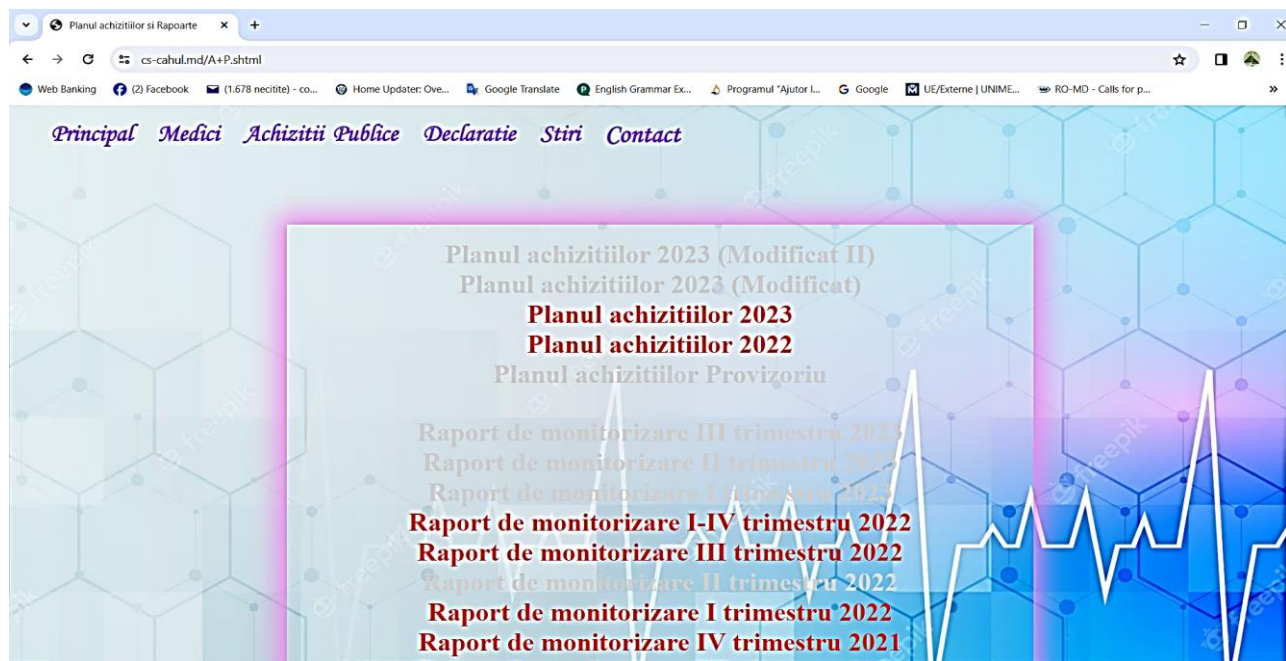 Planul achizitiilor si Rapoarte
cs-cahul.md/A+P.shtml
Web Banking (2) Facebook (1.678 necitite) - co... Home Updater: Ove... Google Translate English Grammar Ex... Programul "Ajutor l... Google UE/Externe | UNIME... RO-MD - Calls for p... »
Principal Medici Achizitii Publice Declaratie Stiri Contact
Planul achizitiilor 2023 (Modificat II)
Planul achizitiilor 2023 (Modificat)
Planul achizitiilor 2023
Planul achizitiilor 2022
Planul achizitiilor Provizoriu
Raport de monitorizare III trimestru 2023
Raport de monitorizare II trimestru 2023
Raport de monitorizare I trimestru 2023
Raport de monitorizare I-IV trimestru 2022
Raport de monitorizare III trimestru 2022
Raport de monitorizare II trimestru 2022
Raport de monitorizare I trimestru 2022
Raport de monitorizare IV trimestru 2021